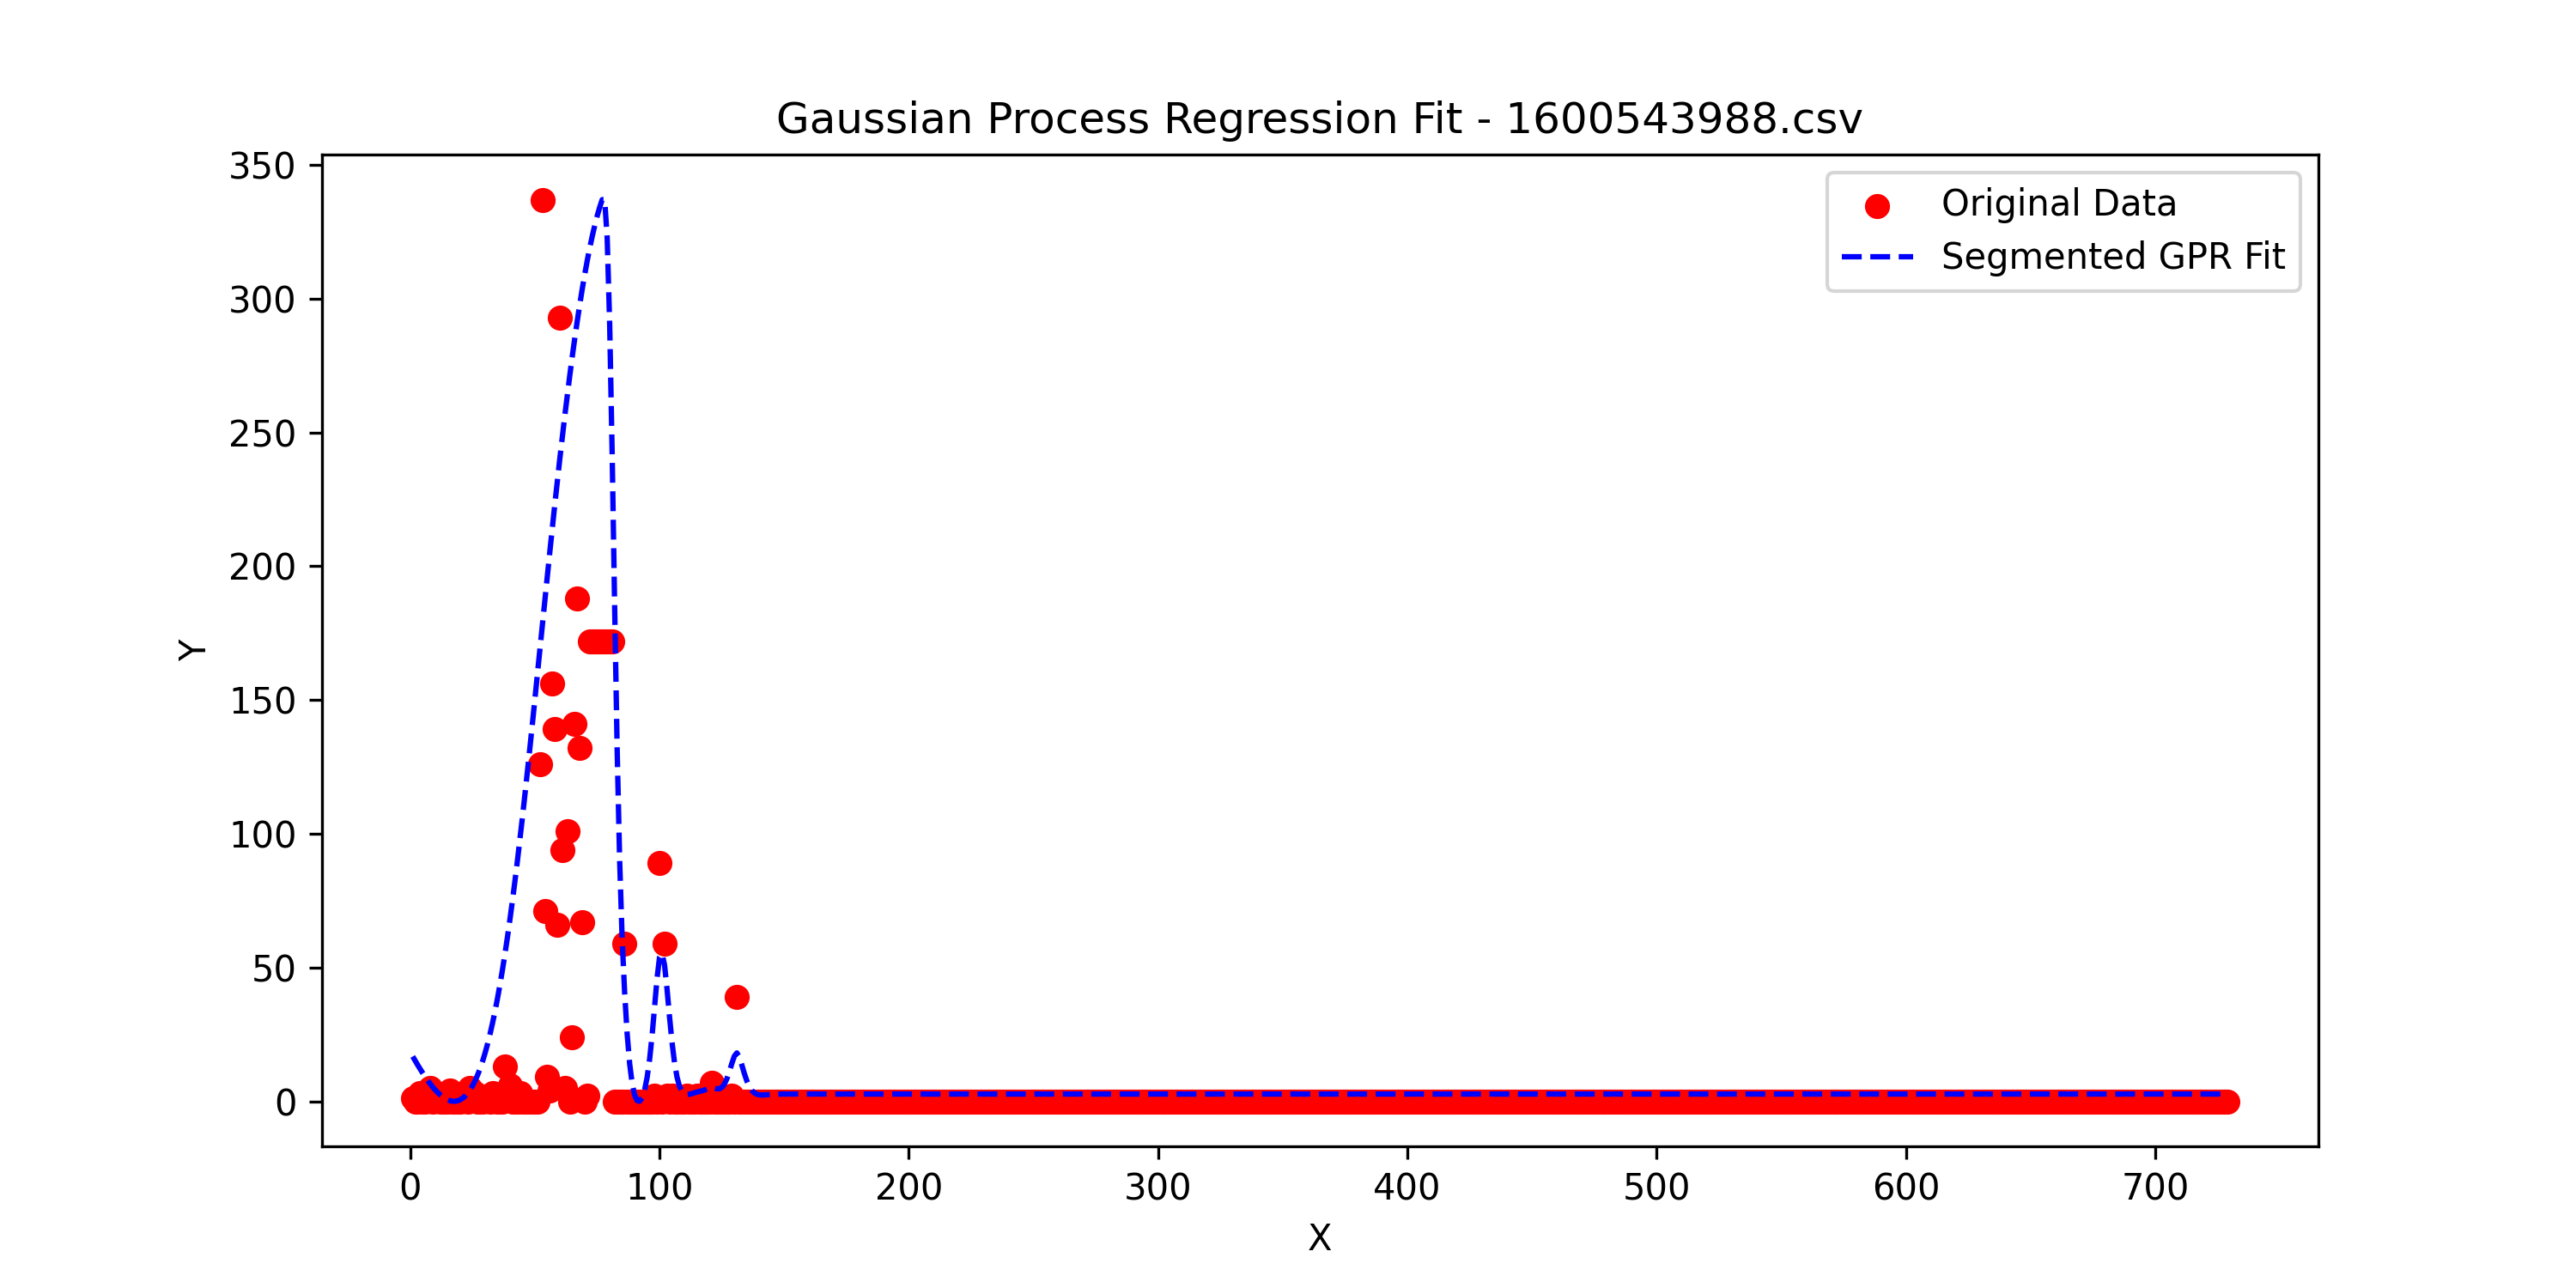 Gaussian Process Regression Fit - 1600543988.csv
350
300
250
200
150
100
50
0
Y
Original Data
Segmented GPR Fit
0 100 200 300 400 500 600 700
X